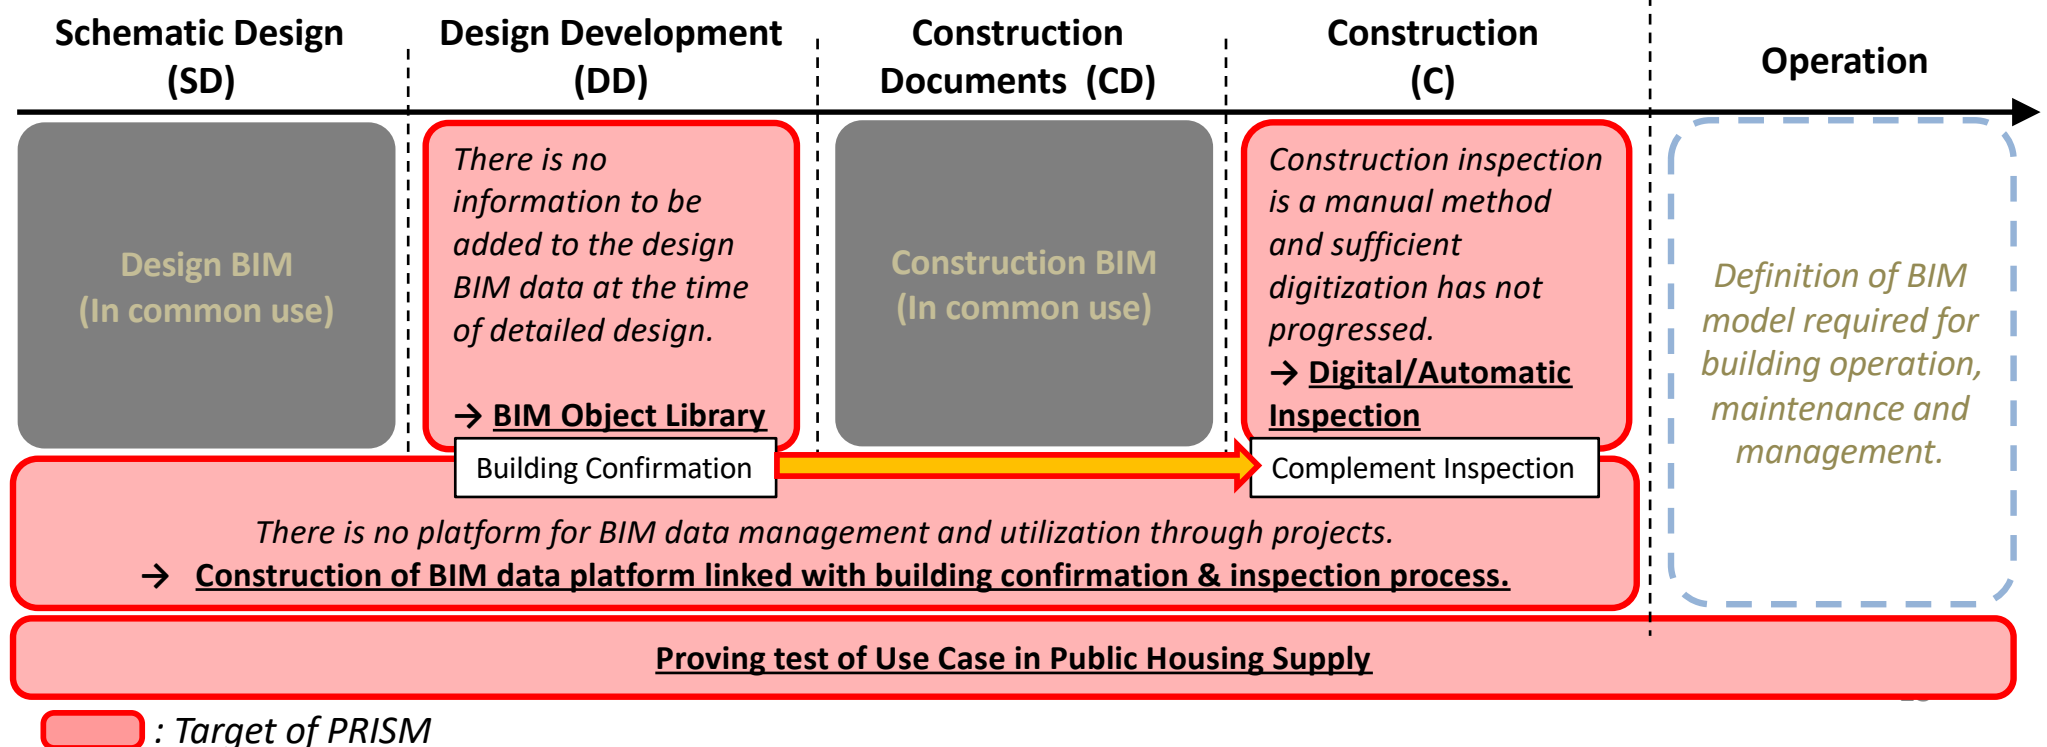 Schematic Design
(SD)
Design Development
(DD)
Construction
Documents (CD)
Construction
(C)
Operation
Design BIM
(In common use)
There is no
information to be
added to the design
BIM data at the time
of detailed design.
→ BIM Object Library
Construction BIM
(In common use)
Construction inspection
is a manual method
and sufficient
digitization has not
progressed.
→ Digital/Automatic
Inspection
Definition of BIM
model required for
building operation,
maintenance and
management.
Building Confirmation
Complement Inspection
There is no platform for BIM data management and utilization through projects.
→ Construction of BIM data platform linked with building confirmation & inspection process.
Proving test of Use Case in Public Housing Supply
: Target of PRISM